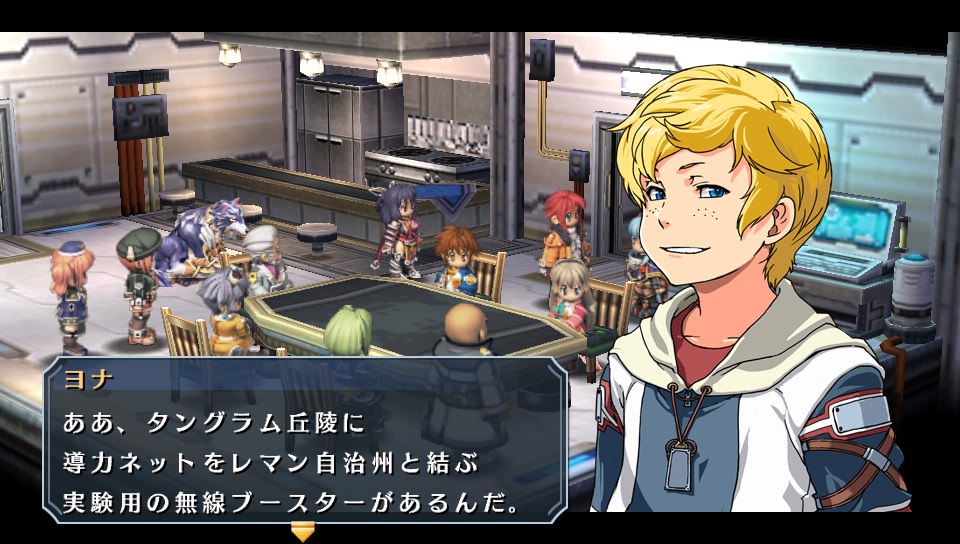 ヨナ
ああ、タングラム丘陵に
導力ネットをレマン自治州と結ぶ
実験用の無線ブースターがあるんだ。